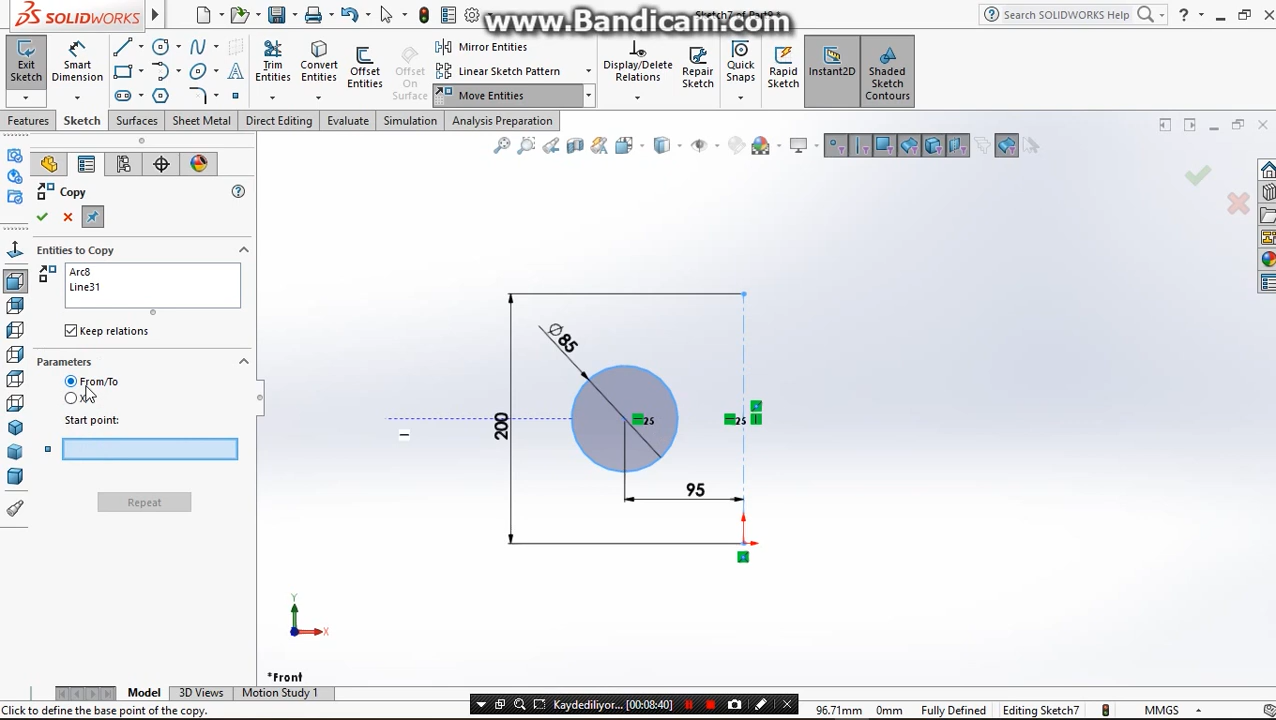 SOLIDWORKS
Sketch7 of Part9 *
www.Bandicam.com
Search SOLIDWORKS Help
Exit Sketch
Smart Dimension
Trim Entities
Convert Entities
Offset Entities
Offset On Surface
Mirror Entities
Linear Sketch Pattern
Move Entities
Display/Delete Relations
Repair Sketch
Quick Snaps
Rapid Sketch
Instant2D
Shaded Sketch Contours
Features
Sketch
Surfaces
Sheet Metal
Direct Editing
Evaluate
Simulation
Analysis Preparation
Copy
Entities to Copy
Arc8
Line31
Keep relations
Parameters
From/To
X
Start point:
Repeat
Ø85
200
25
25
95
Y
X
*Front
Model
3D Views
Motion Study 1
Kaydediliyor... [00:08:40]
Click to define the base point of the Copy.
96.71mm
0mm
Fully Defined
Editing Sketch7
MMGS